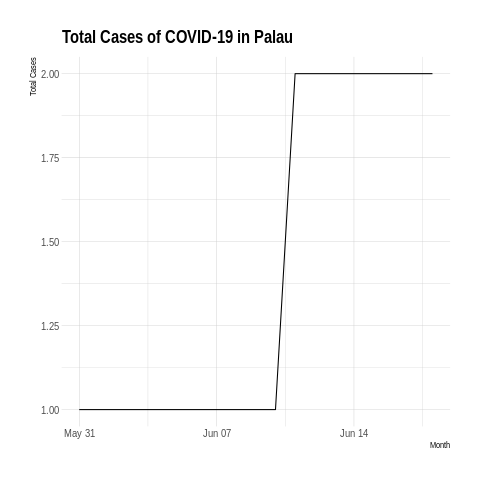 Total Cases of COVID-19 in Palau
Total Cases
2.00
1.75
1.50
1.25
1.00
May 31
Jun 07
Jun 14
Month